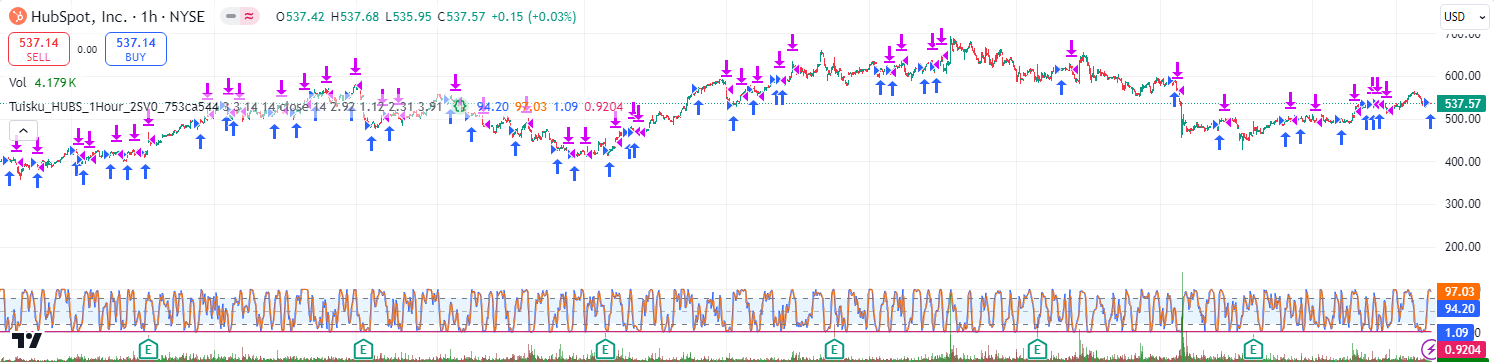 HubSpot, Inc. · 1h · NYSE O537.42 H537.68 L535.95 C537.57 +0.15 (+0.03%)
USD
537.14 SELL
0.00
537.14 BUY
Vol 4.179 K
Tuisku_HUBS_1Hour_2SV0_753ca544 3 3 14 14 close 14 2.92 1.12 2.31 3.91 94.20 97.03 1.09 0.9204
700.00
600.00
537.57
500.00
400.00
300.00
200.00
97.03
94.20
1.09
0.9204
E E E E E E